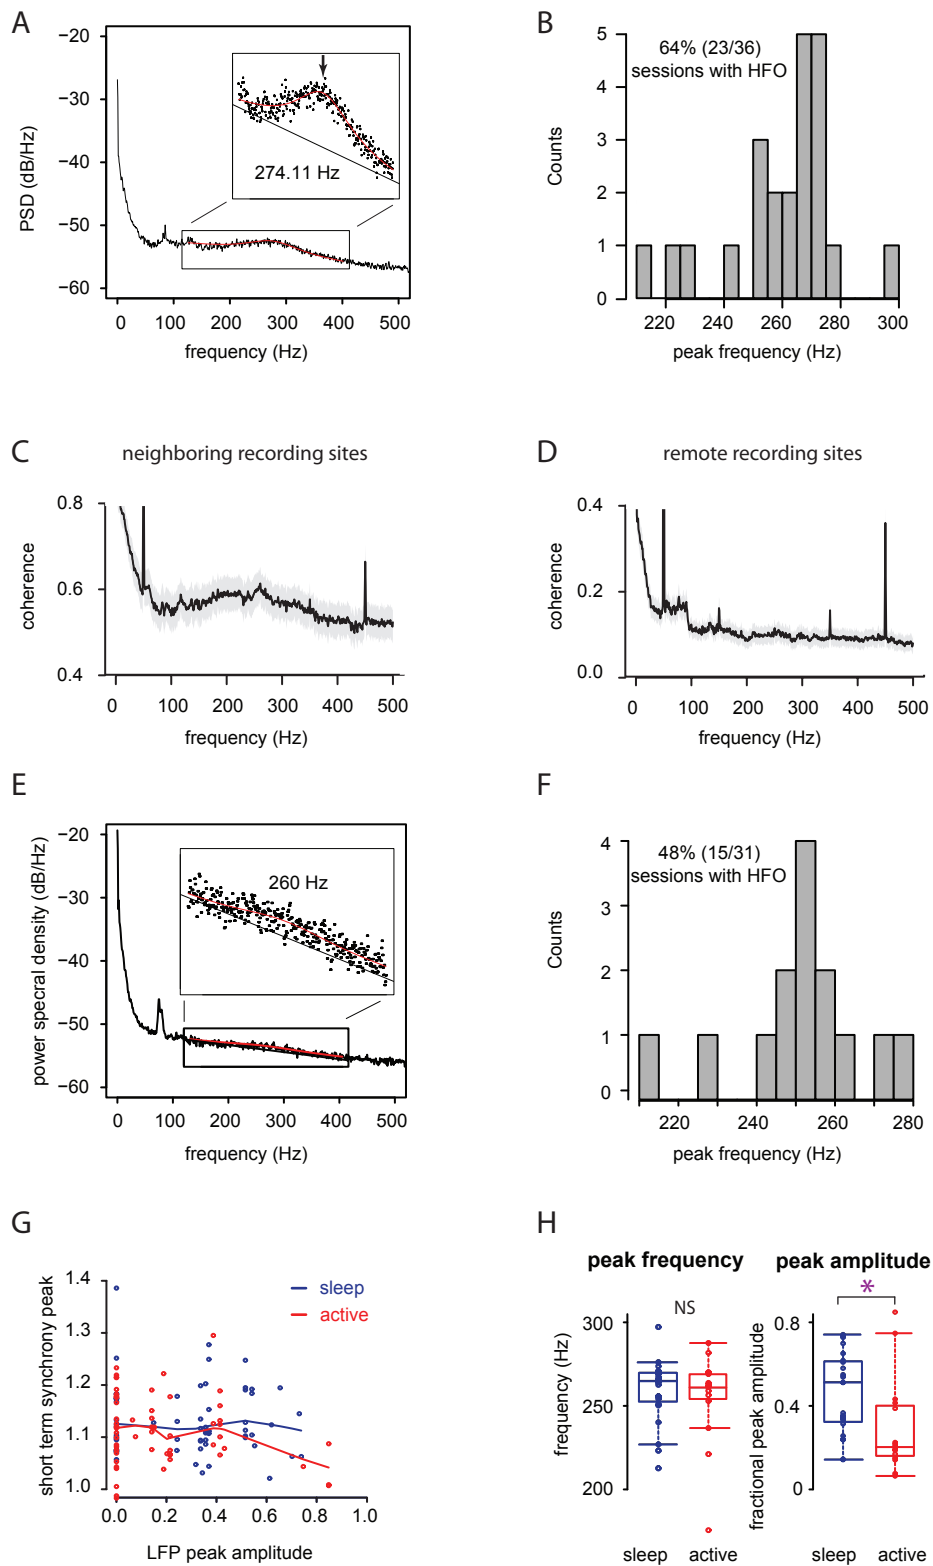 A
PSD (dB/Hz)
−20
−30
−40
−50
−60
274.11 Hz
0 100 200 300 400 500
frequency (Hz)
B
64% (23/36)
sessions with HFO
Counts
5
4
3
2
1
0
220 240 260 280 300
peak frequency (Hz)
C
neighboring recording sites
coherence
0.8
0.6
0.4
0 100 200 300 400 500
frequency (Hz)
D
remote recording sites
coherence
0.4
0.2
0.0
0 100 200 300 400 500
frequency (Hz)
E
power specral density (dB/Hz)
−20
−30
−40
−50
−60
260 Hz
0 100 200 300 400 500
frequency (Hz)
F
48% (15/31)
sessions with HFO
Counts
4
3
2
1
0
220 240 260 280
peak frequency (Hz)
G
short term synchrony peak
1.4
1.3
1.2
1.1
1.0
sleep
active
0.0 0.2 0.4 0.6 0.8 1.0
LFP peak amplitude
H
peak frequency
frequency (Hz)
300
250
200
NS
sleep active
peak amplitude
fractional peak amplitude
0.8
0.4
0
*
sleep active